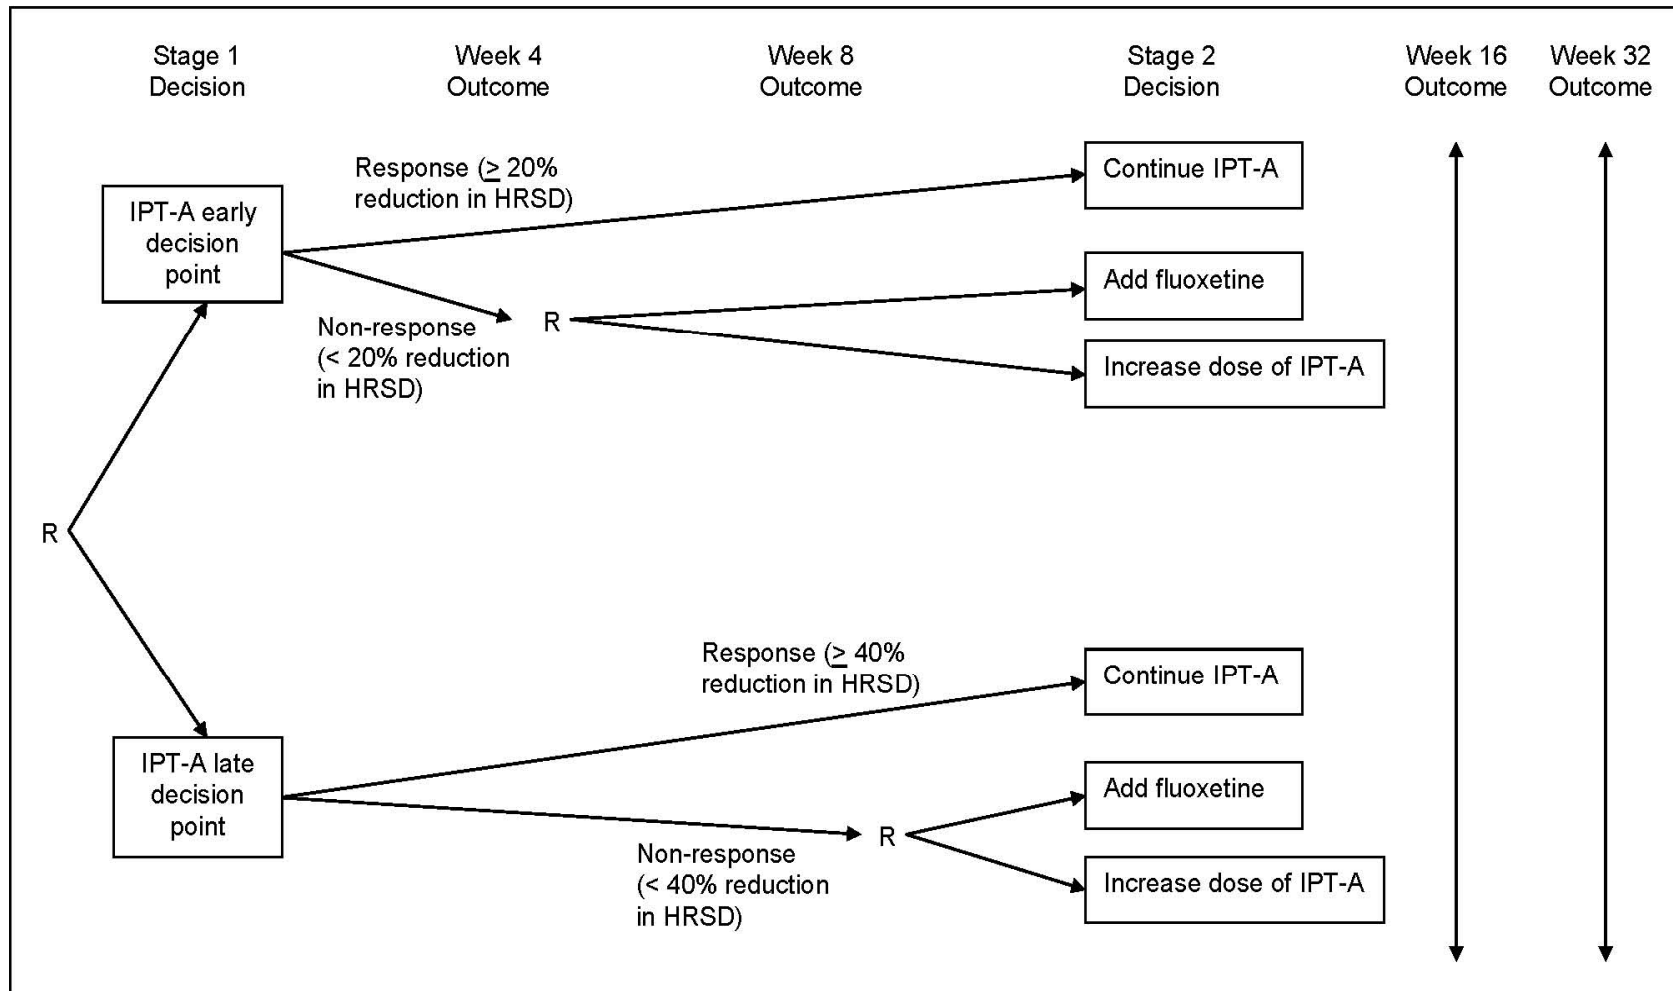 Stage 1
Decision
Week 4
Outcome
Week 8
Outcome
Stage 2
Decision
Week 16
Outcome
Week 32
Outcome
Response (≥ 20%
reduction in HRSD)
Continue IPT-A
IPT-A early
decision
point
Add fluoxetine
Non-response
(< 20% reduction
in HRSD)
R
Increase dose of IPT-A
R
Response (≥ 40%
reduction in HRSD)
Continue IPT-A
IPT-A late
decision
point
Add fluoxetine
R
Non-response
(< 40% reduction
in HRSD)
Increase dose of IPT-A